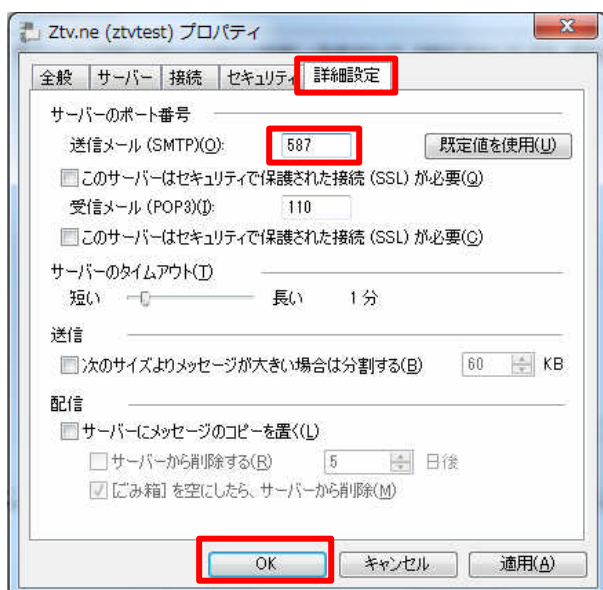 Ztv.ne (ztvtest) プロパティ
全般 サーバー 接続 セキュリティ 詳細設定
サーバーのポート番号
送信メール (SMTP)(O): 587 既定値を使用(U)
このサーバーはセキュリティで保護された接続 (SSL) が必要(Q)
受信メール (POP3)(I): 110
このサーバーはセキュリティで保護された接続 (SSL) が必要(C)
サーバーのタイムアウト(T)
短い 長い 1 分
送信
次のサイズよりメッセージが大きい場合は分割する(B) 60 KB
配信
サーバーにメッセージのコピーを置く(L)
サーバーから削除する(R) 5 日後
[ごみ箱] を空にしたら、サーバーから削除(M)
OK キャンセル 適用(A)